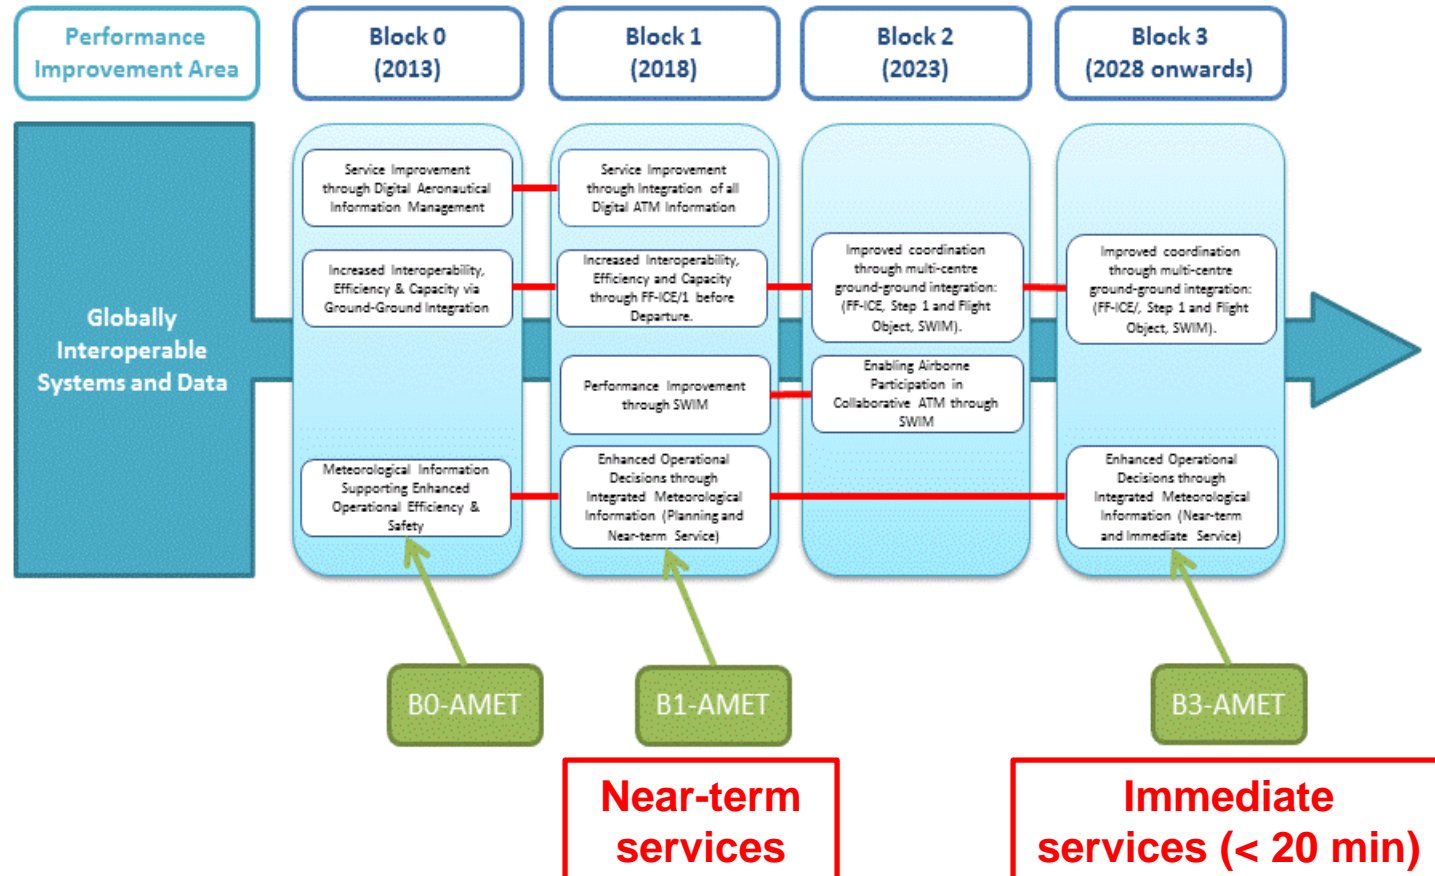 Performance
Improvement Area
Block 0
(2013)
Block 1
(2018)
Block 2
(2023)
Block 3
(2028 onwards)
Globally
Interoperable
Systems and Data
Service Improvement
through Digital Aeronautical
Information Management
Service Improvement
through Integration of all
Digital ATM Information
Increased Interoperability,
Efficiency & Capacity via
Ground-Ground Integration
Increased Interoperability,
Efficiency and Capacity
through FF-ICE/1 before
Departure.
Improved coordination
through multi-centre
ground-ground integration:
(FF-ICE, Step 1 and Flight
Object, SWIM).
Improved coordination
through multi-centre
ground-ground integration:
(FF-ICE/, Step 1 and Flight
Object, SWIM).
Performance Improvement
through SWIM
Enabling Airborne
Participation in
Collaborative ATM through
SWIM
Meteorological Information
Supporting Enhanced
Operational Efficiency &
Safety
Enhanced Operational
Decisions through
Integrated Meteorological
Information (Planning and
Near-term Service)
Enhanced Operational
Decisions through
Integrated Meteorological
Information (Near-term
and Immediate Service)
B0-AMET
B1-AMET
B3-AMET
Near-term
services
Immediate
services (< 20 min)